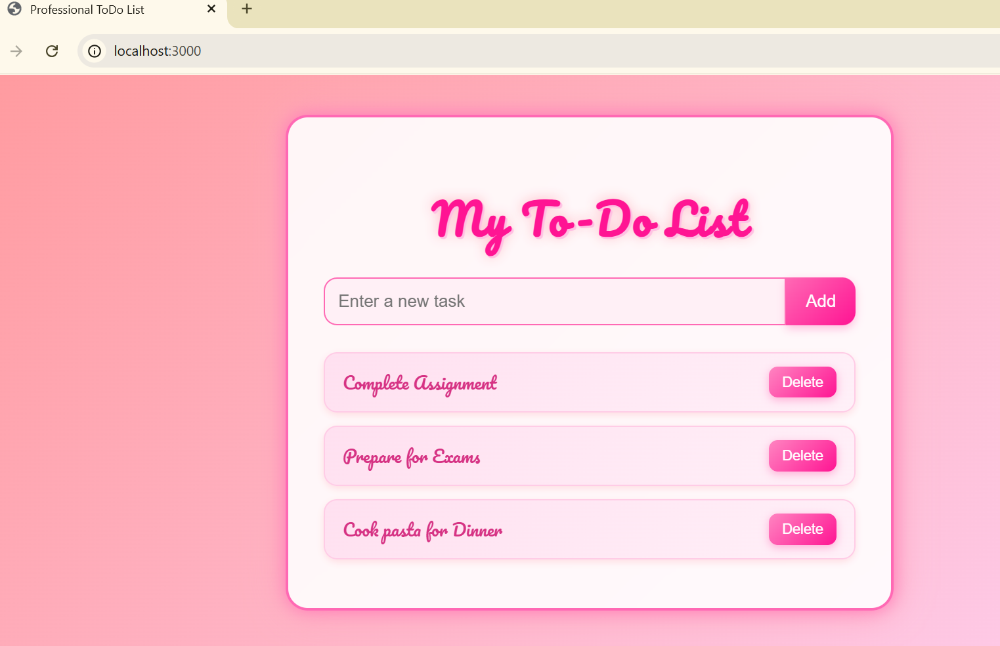 Professional ToDo List
localhost:3000
My To-Do List
Enter a new task
Add
Complete Assignment
Delete
Prepare for Exams
Delete
Cook pasta for Dinner
Delete